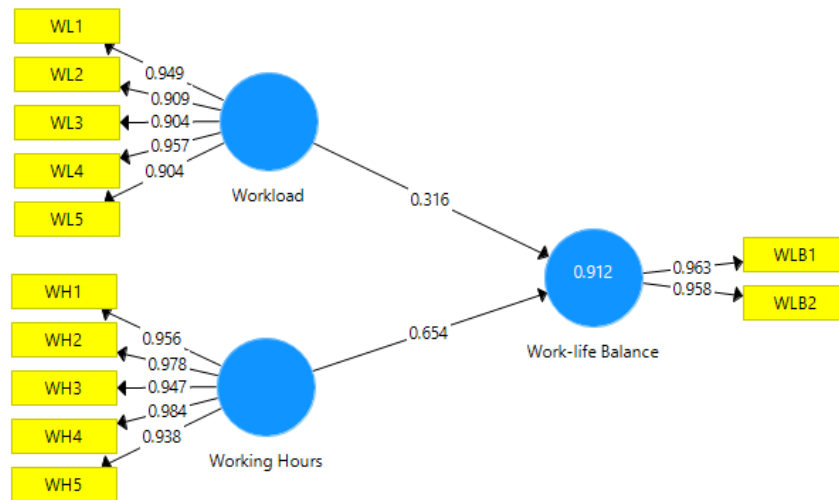 WL1
WL2
WL3
WL4
WL5
0.949
0.909
0.904
0.957
0.904
Workload
0.316
WH1
WH2
WH3
WH4
WH5
0.956
0.978
0.947
0.984
0.938
Working Hours
0.654
0.912
Work-life Balance
0.963
0.958
WLB1
WLB2